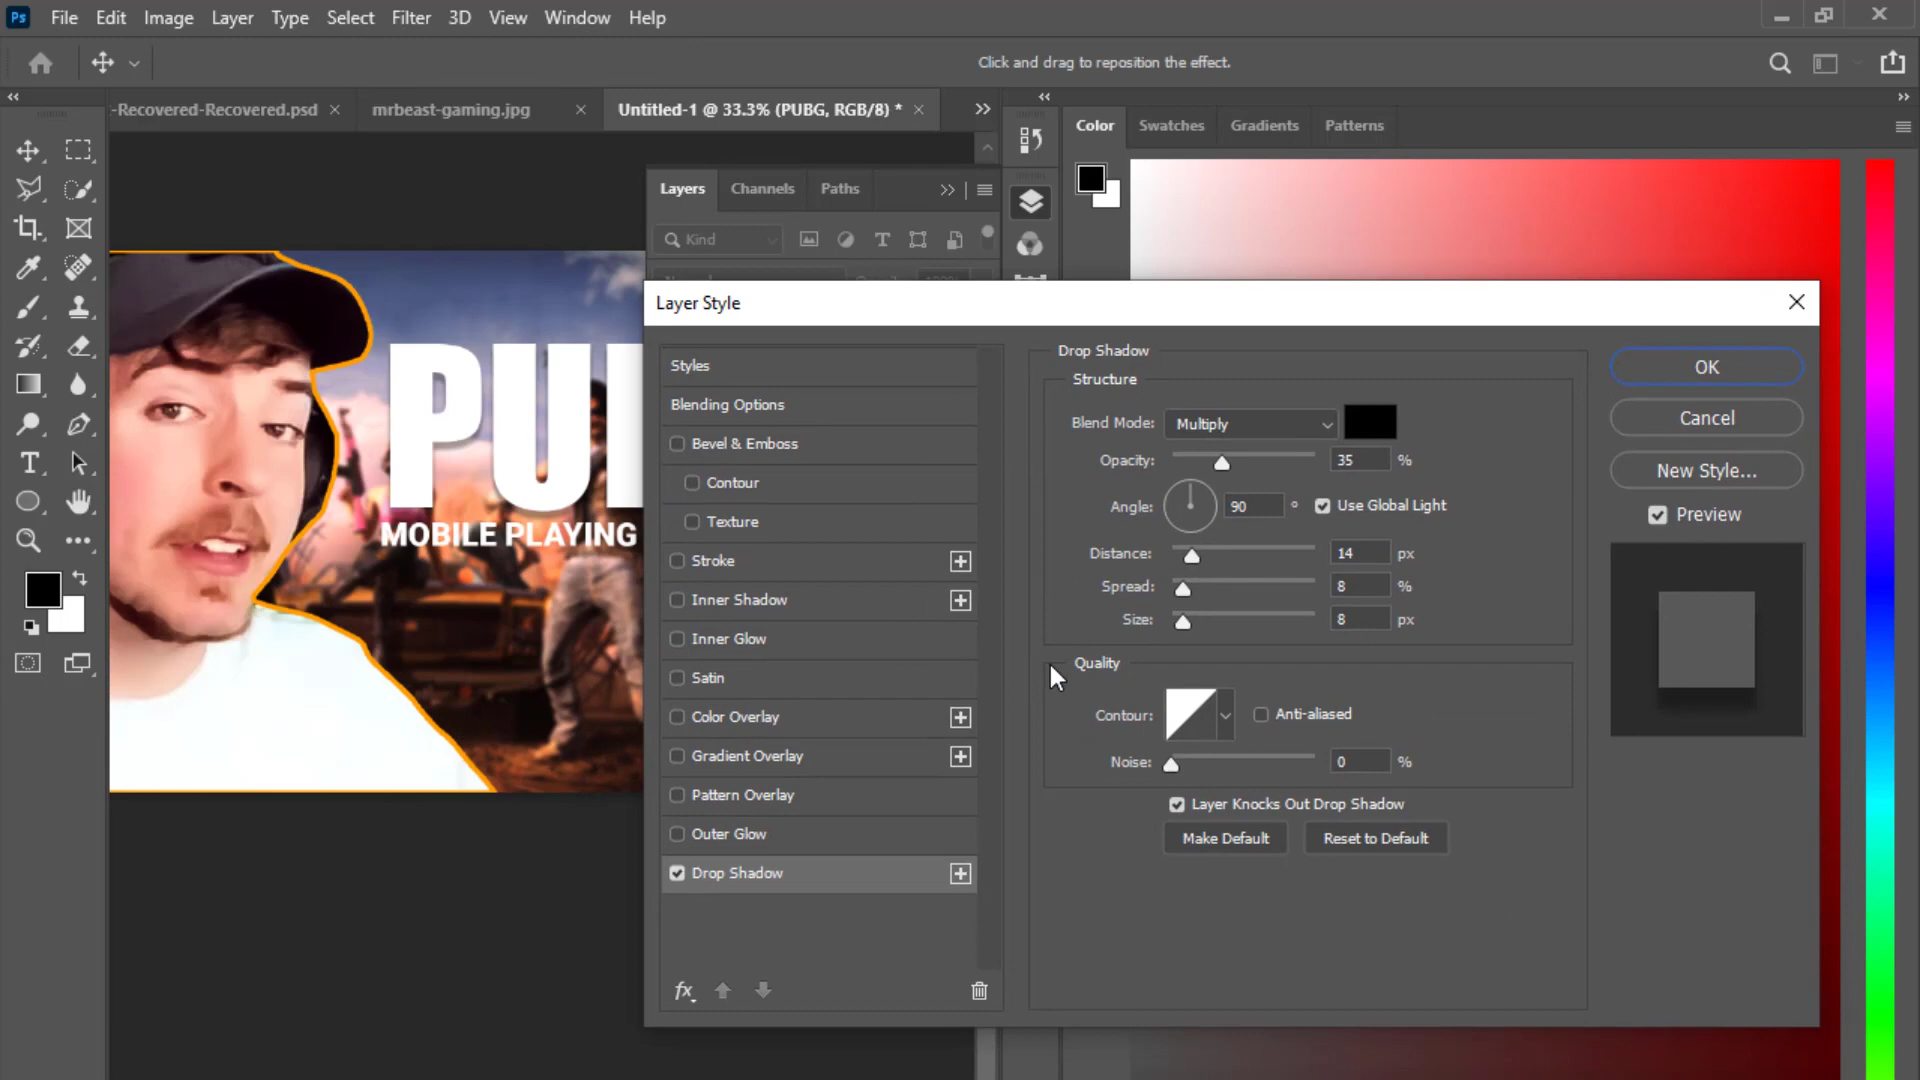 Ps File Edit Image Layer Type Select Filter 3D View Window Help
Click and drag to reposition the effect.
-Recovered-Recovered.psd mrbeast-gaming.jpg Untitled-1 @ 33.3% (PUBG, RGB/8) *
Color Swatches Gradients Patterns
Layers Channels Paths
Kind
PU
MOBILE PLAYING
Layer Style
Styles
Blending Options
Bevel & Emboss
Contour
Texture
Stroke
Inner Shadow
Inner Glow
Satin
Color Overlay
Gradient Overlay
Pattern Overlay
Outer Glow
Drop Shadow
fx
Drop Shadow
Structure
Blend Mode: Multiply
Opacity: 35 %
Angle: 90 ° Use Global Light
Distance: 14 px
Spread: 8 %
Size: 8 px
Quality
Contour: Anti-aliased
Noise: 0 %
Layer Knocks Out Drop Shadow
Make Default Reset to Default
OK
Cancel
New Style...
Preview